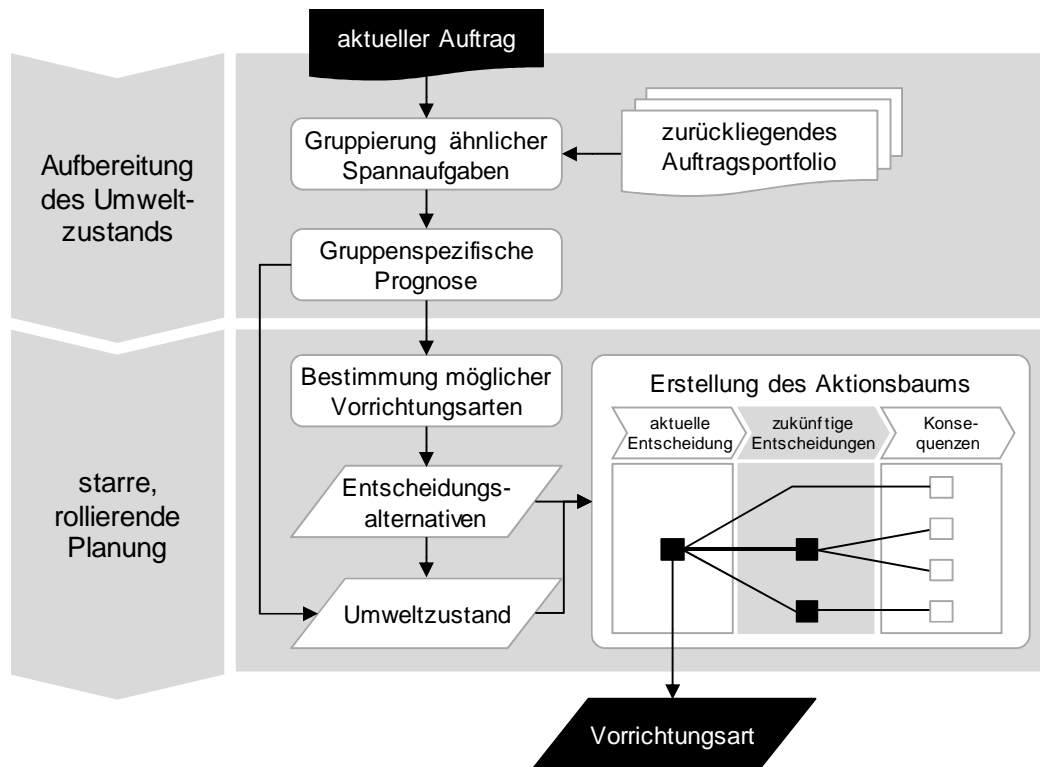 aktueller Auftrag
Aufbereitung
des Umwelt-
zustands
Gruppierung ähnlicher
Spannaufgaben
zurückliegendes
Auftragsportfolio
Gruppenspezifische
Prognose
starre,
rollierende
Planung
Bestimmung möglicher
Vorrichtungsarten
Entscheidungs-
alternativen
Umweltzustand
Erstellung des Aktionsbaums
aktuelle
Entscheidung
zukünftige
Entscheidungen
Konse-
quenzen
Vorrichtungsart